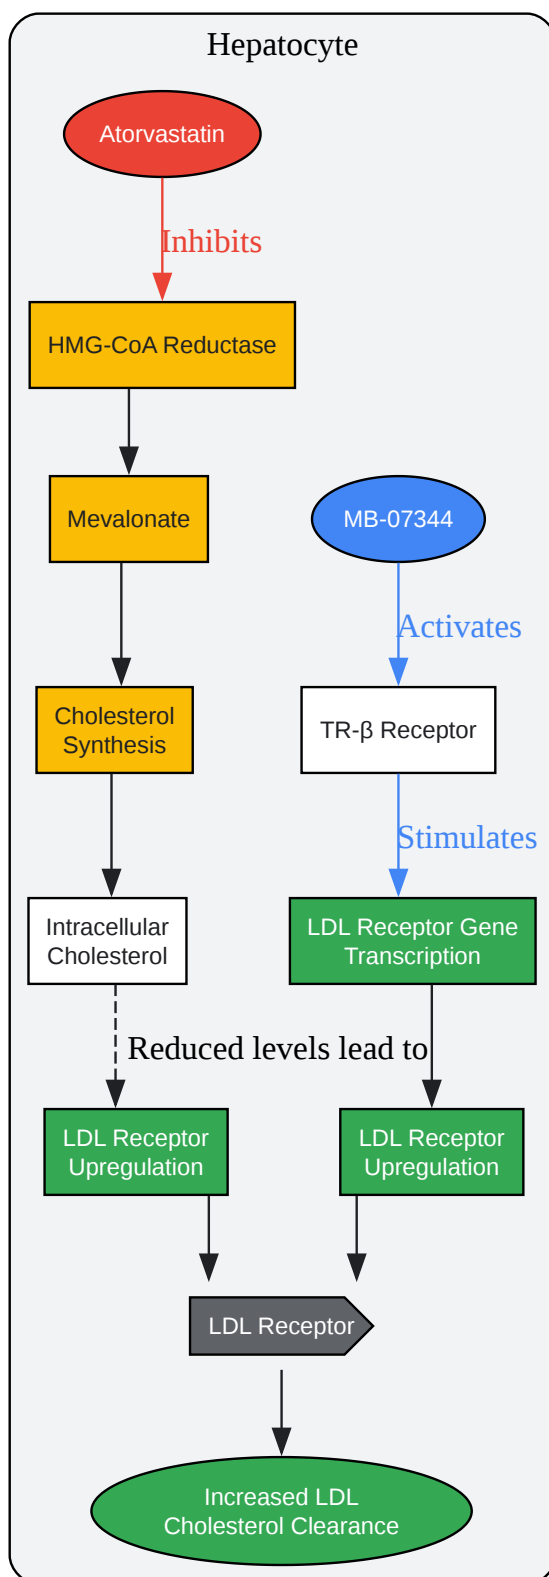 Hepatocyte
Atorvastatin
Inhibits
HMG-CoA Reductase
Mevalonate
MB-07344
Activates
Cholesterol
Synthesis
TR-β Receptor
Stimulates
Intracellular
Cholesterol
LDL Receptor Gene
Transcription
Reduced levels lead to
LDL Receptor
Upregulation
LDL Receptor
Upregulation
LDL Receptor
Increased LDL
Cholesterol Clearance